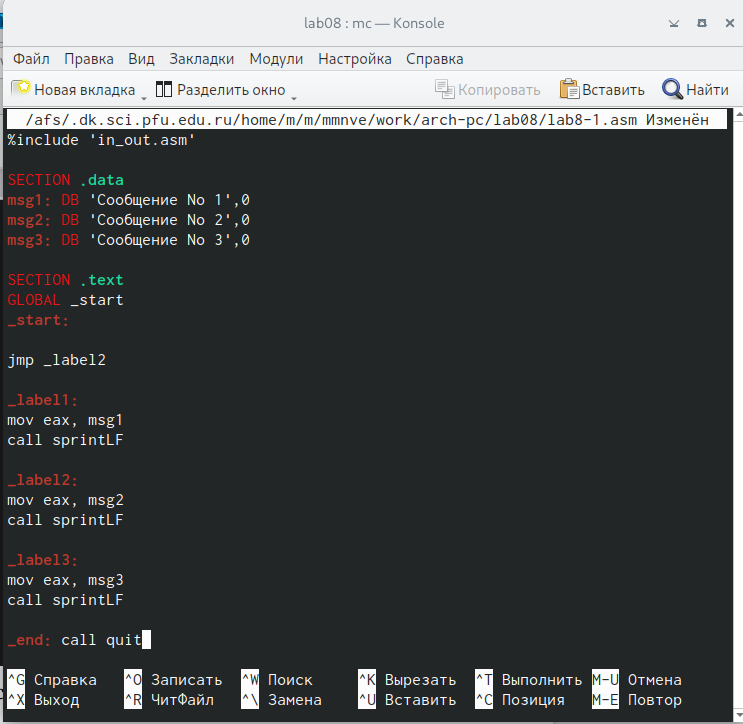 lab08 : mc — Konsole
Файл Правка Вид Закладки Модули Настройка Справка
Новая вкладка Разделить окно Копировать Вставить Найти
/afs/.dk.sci.pfu.edu.ru/home/m/m/mmnve/work/arch-pc/lab08/lab8-1.asm Изменён
%include 'in_out.asm'
SECTION .data
msg1: DB 'Сообщение No 1',0
msg2: DB 'Сообщение No 2',0
msg3: DB 'Сообщение No 3',0
SECTION .text
GLOBAL _start
_start:
jmp _label2
_label1:
mov eax, msg1
call sprintLF
_label2:
mov eax, msg2
call sprintLF
_label3:
mov eax, msg3
call sprintLF
_end: call quit
^G Справка ^O Записать ^W Поиск ^K Вырезать ^T Выполнить M-U Отмена
^X Выход ^R ЧитФайл ^\ Замена ^U Вставить ^C Позиция M-E Повтор